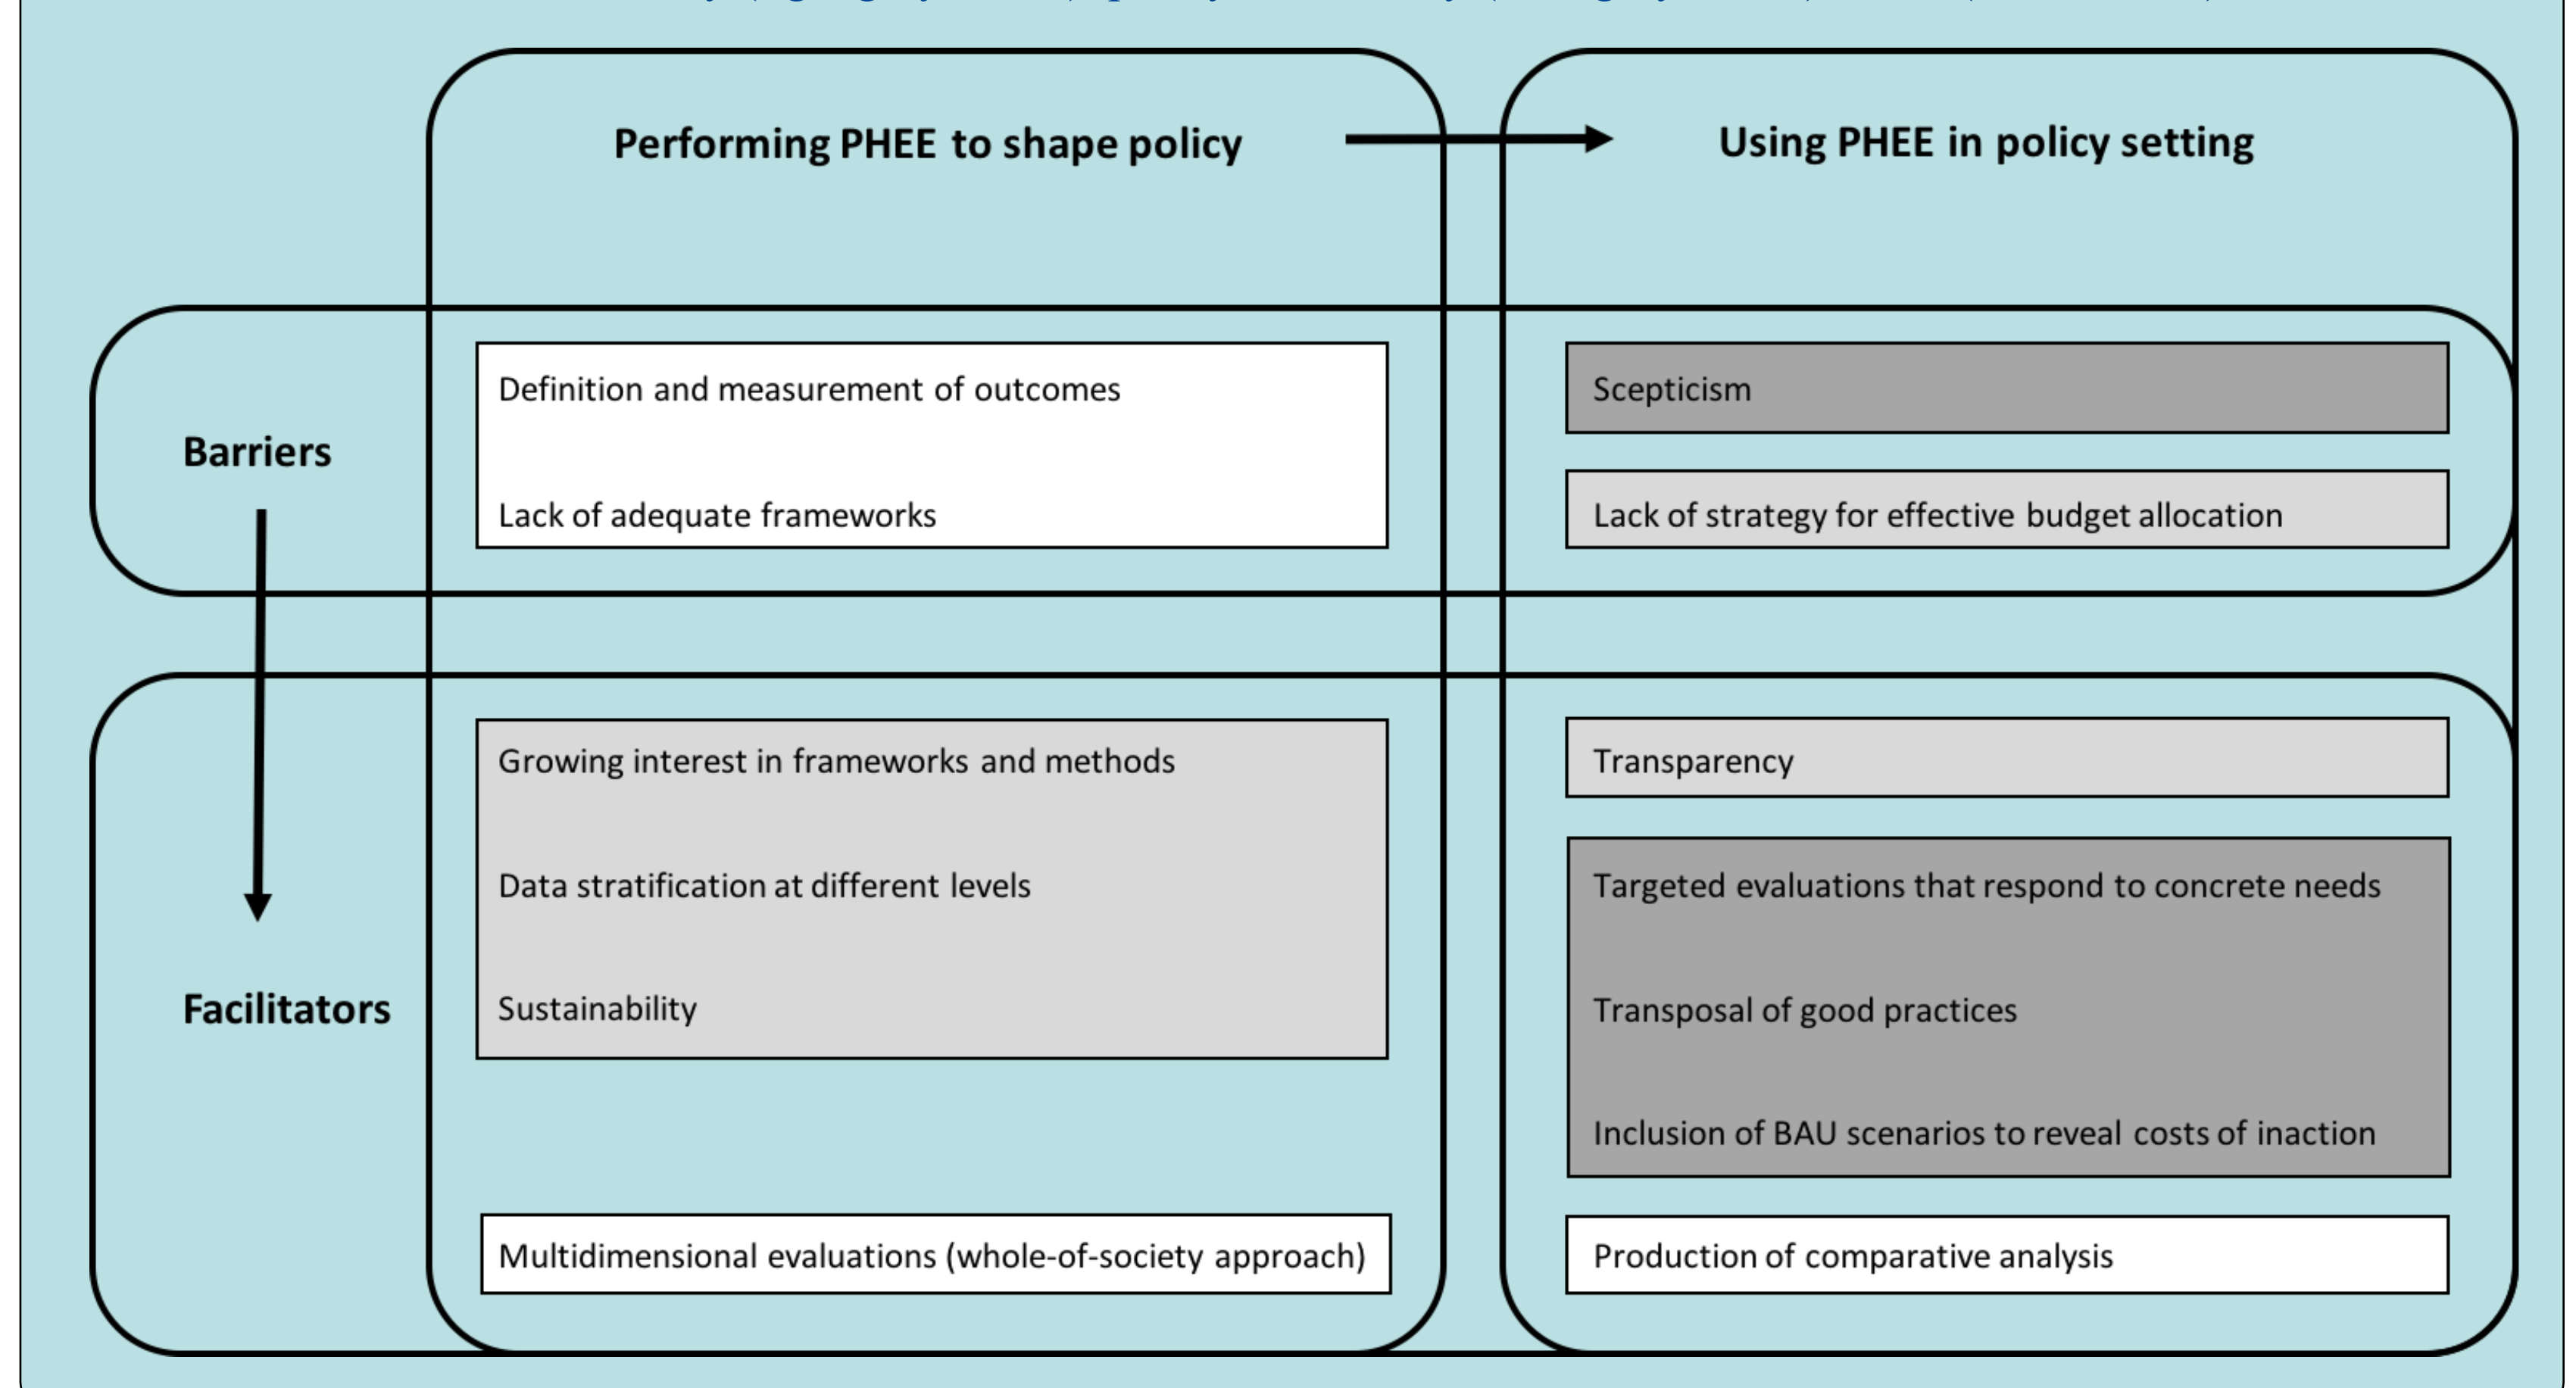 Performing PHEE to shape policy
Using PHEE in policy setting
Barriers
Definition and measurement of outcomes
Lack of adequate frameworks
Scepticism
Lack of strategy for effective budget allocation
Facilitators
Growing interest in frameworks and methods
Data stratification at different levels
Sustainability
Multidimensional evaluations (whole-of-society approach)
Transparency
Targeted evaluations that respond to concrete needs
Transposal of good practices
Inclusion of BAU scenarios to reveal costs of inaction
Production of comparative analysis